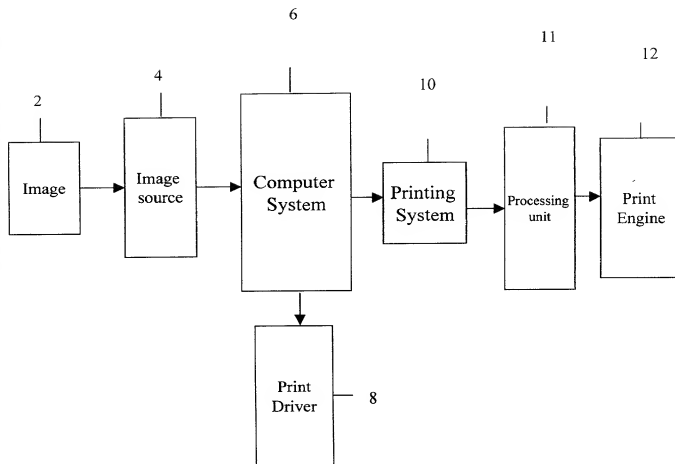 6
11
12
4
10
2
Image
Image
source
Computer
System
Printing
System
Processing
unit
Print
Engine
Print
Driver
8